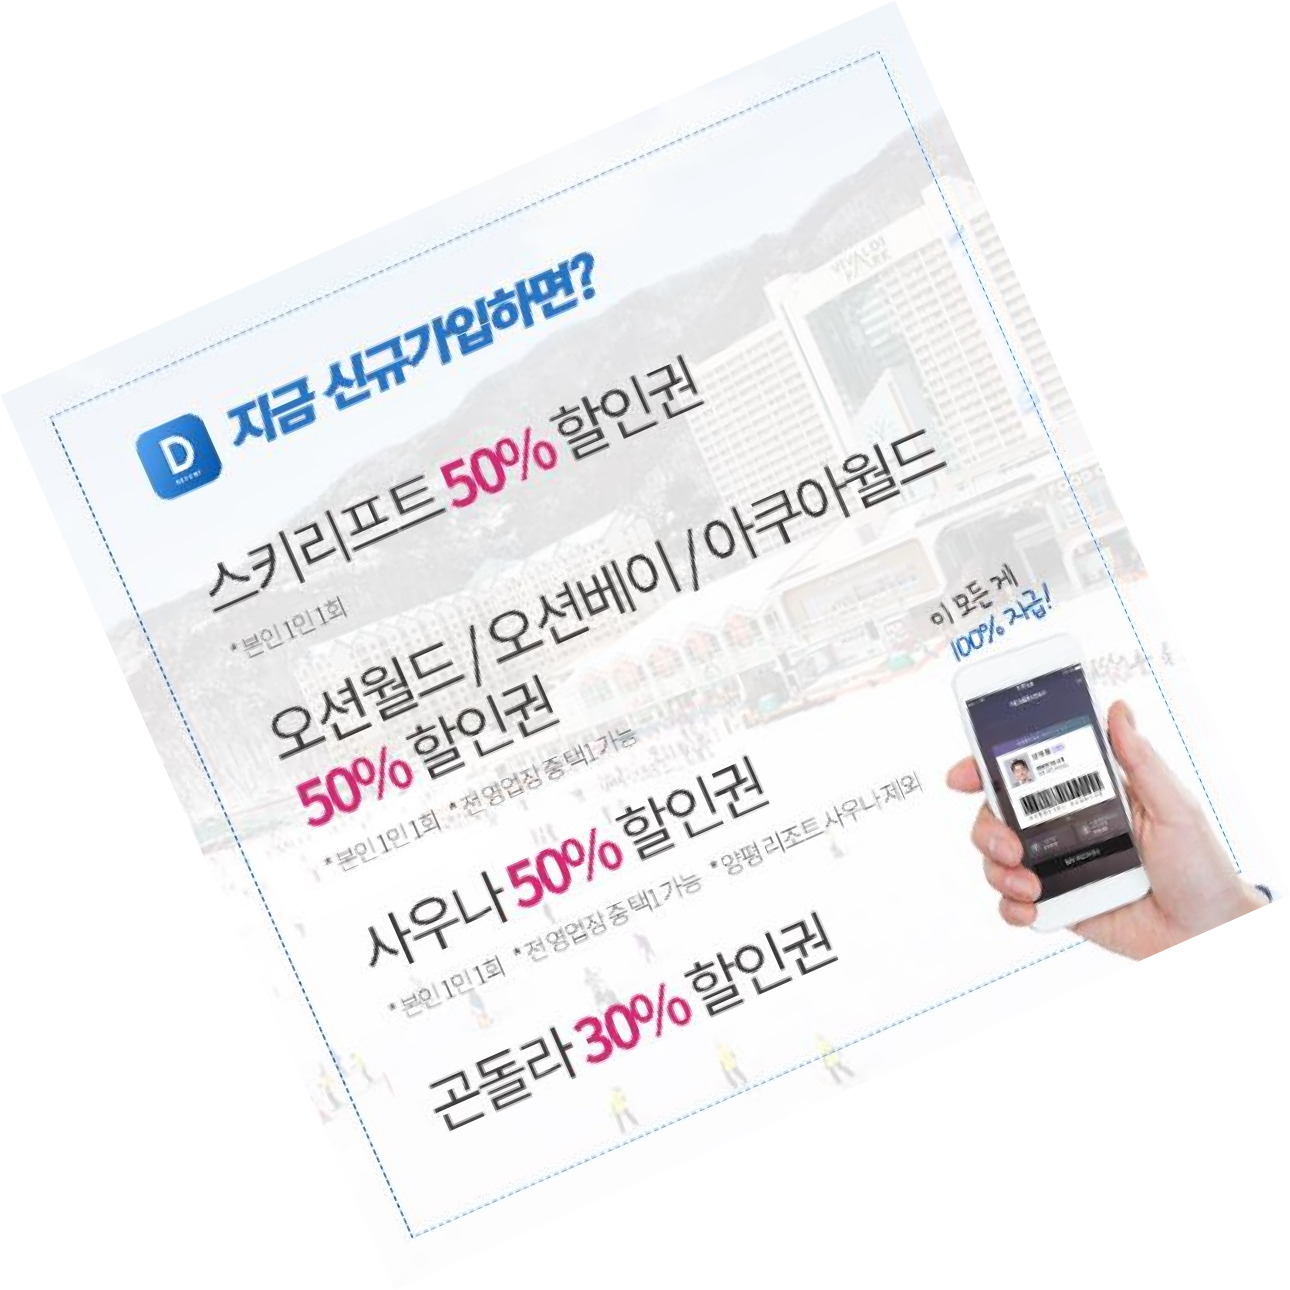 지금 신규가입하면?
D
스키리프트 50% 할인권
* 본인 1인 1회
오션월드 / 오션베이 / 아쿠아월드
50% 할인권
* 본인 1인 1회 * 전 영업장 중 택1 가능
사우나 50% 할인권
* 본인 1인 1회 * 전 영업장 중 택1 가능 * 양평 리조트 사우나 제외
곤돌라 30% 할인권
이 모든 게
100% 지급!
VIVALDI
PARK